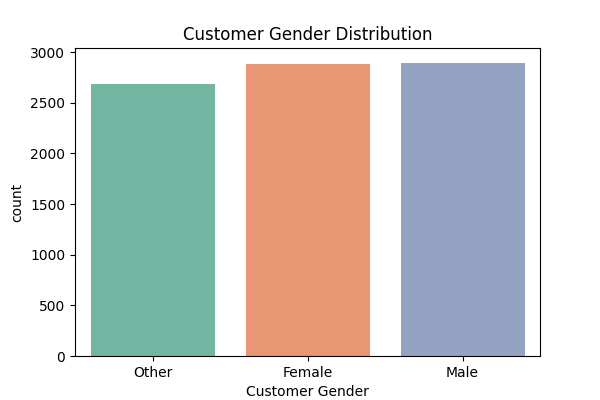 Customer Gender Distribution
3000
2500
2000
1500
1000
500
0
count
Other Female Male
Customer Gender